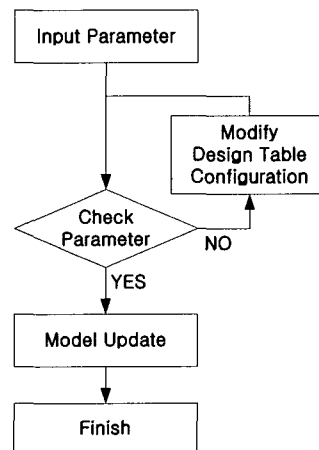 Input Parameter
Modify
Design Table
Configuration
Check
Parameter
NO
YES
Model Update
Finish